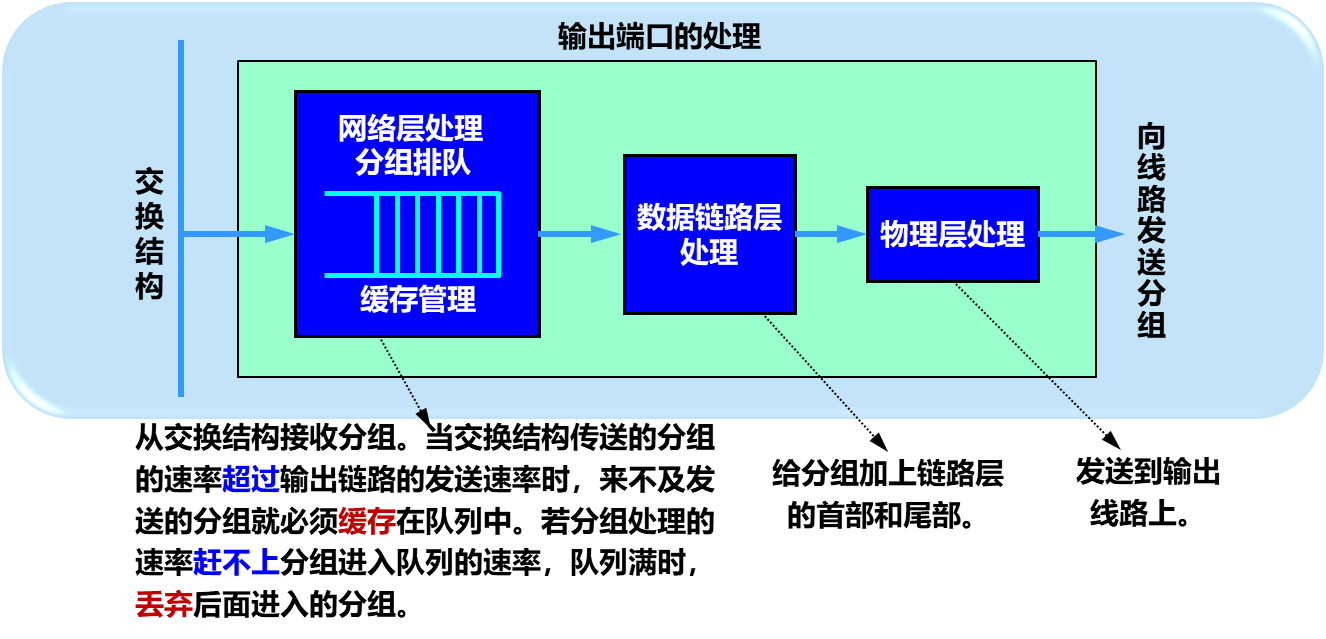 输出端口的处理
交换结构
网络层处理
分组排队
缓存管理
数据链路层
处理
物理层处理
向线路发送分组
从交换结构接收分组。当交换结构传送的分组
的速率超过输出链路的发送速率时，来不及发
送的分组就必须缓存在队列中。若分组处理的
速率赶不上分组进入队列的速率，队列满时，
丢弃后面进入的分组。
给分组加上链路层
的首部和尾部。
发送到输出
线路上。